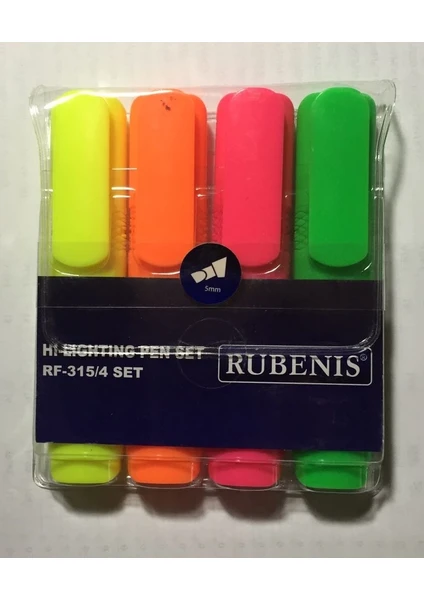 5mm
HI-LIGHTING PEN SET
RF-315/4 SET
RUBENIS®